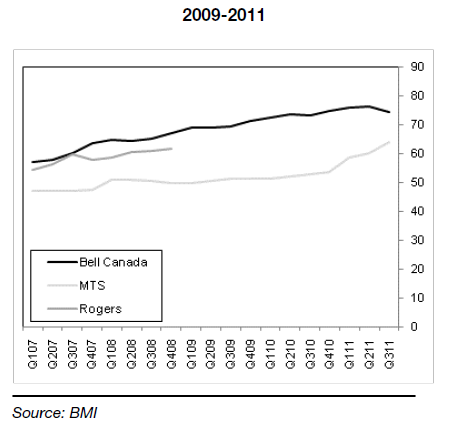 2009-2011
90
80
70
60
50
40
30
20
10
0
Bell Canada
MTS
Rogers
Q107
Q207
Q307
Q407
Q108
Q208
Q308
Q408
Q109
Q209
Q309
Q409
Q110
Q210
Q310
Q410
Q111
Q211
Q311
Source: BMI